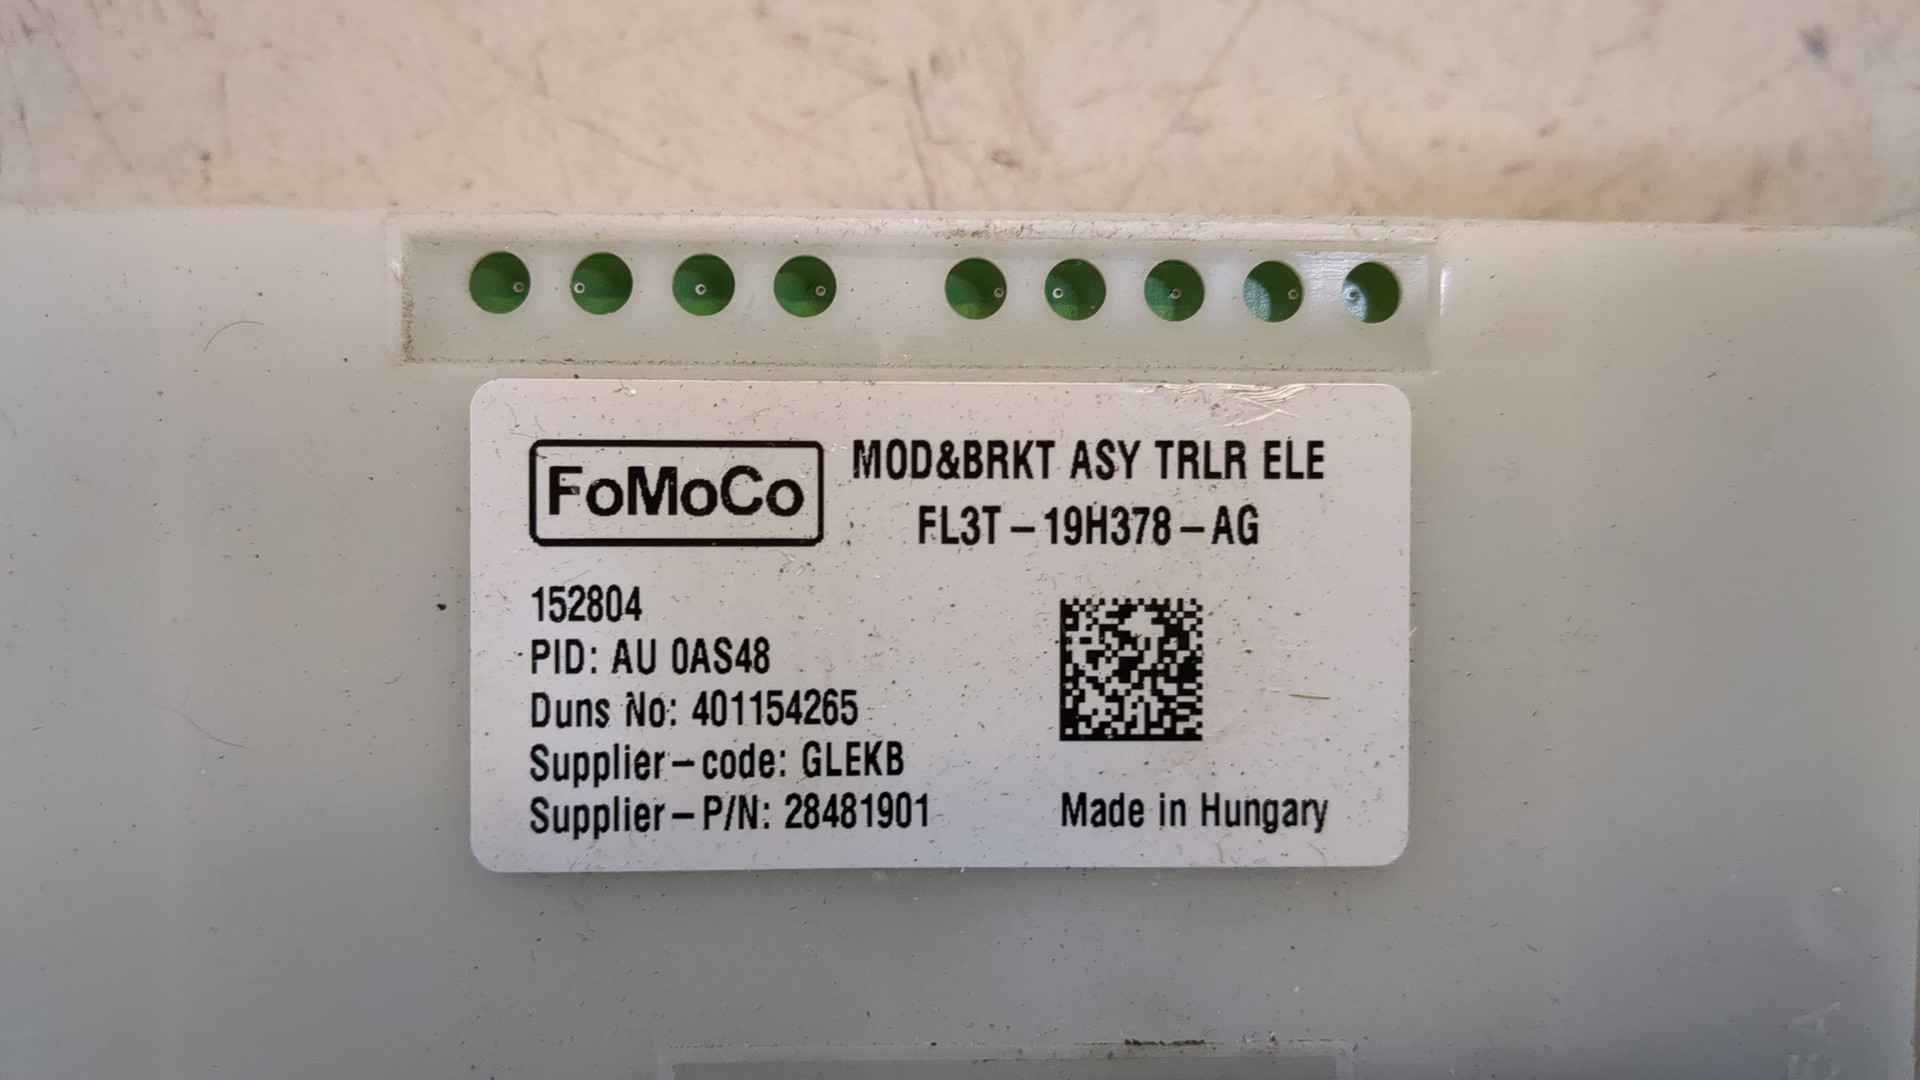 FoMoCo
MOD&BRKT ASY TRLR ELE
FL3T-19H378-AG
152804
PID: AU 0AS48
Duns No: 401154265
Supplier-code: GLEKB
Supplier-P/N: 28481901
Made in Hungary